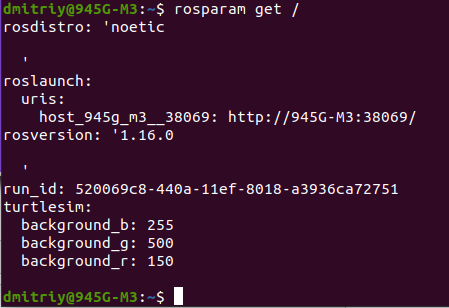 dmitriy@945G-M3:~$ rosparam get /
rosdistro: 'noetic

  '
roslaunch:
  uris:
    host_945g_m3__38069: http://945G-M3:38069/
rosversion: '1.16.0

  '
run_id: 520069c8-440a-11ef-8018-a3936ca72751
turtlesim:
  background_b: 255
  background_g: 500
  background_r: 150

dmitriy@945G-M3:~$